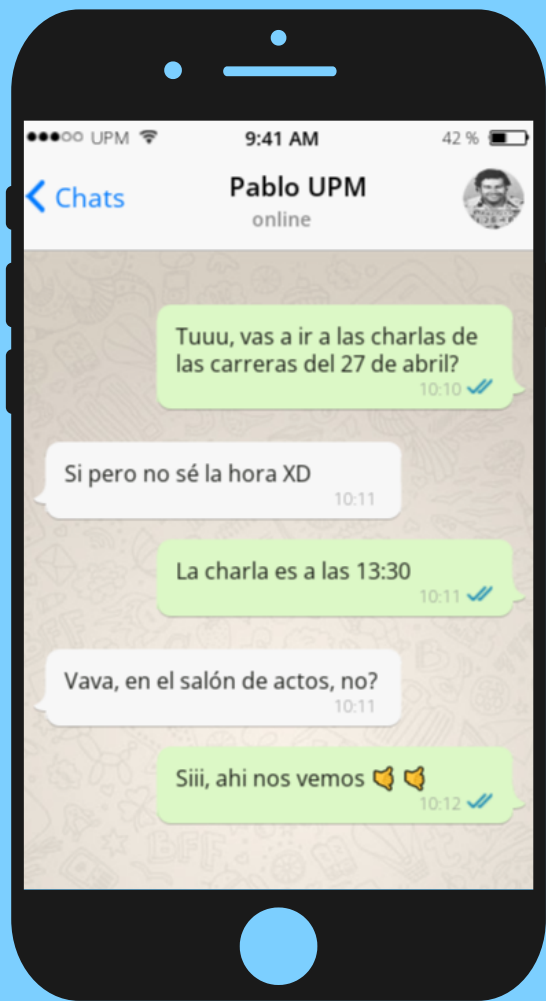 UPM 9:41 AM 42 %
Chats Pablo UPM
online
Tuuu, vas a ir a las charlas de
las carreras del 27 de abril?
10:10
Si pero no sé la hora XD
10:11
La charla es a las 13:30
10:11
Vava, en el salón de actos, no?
10:11
Siii, ahi nos vemos 🤙 🤙
10:12